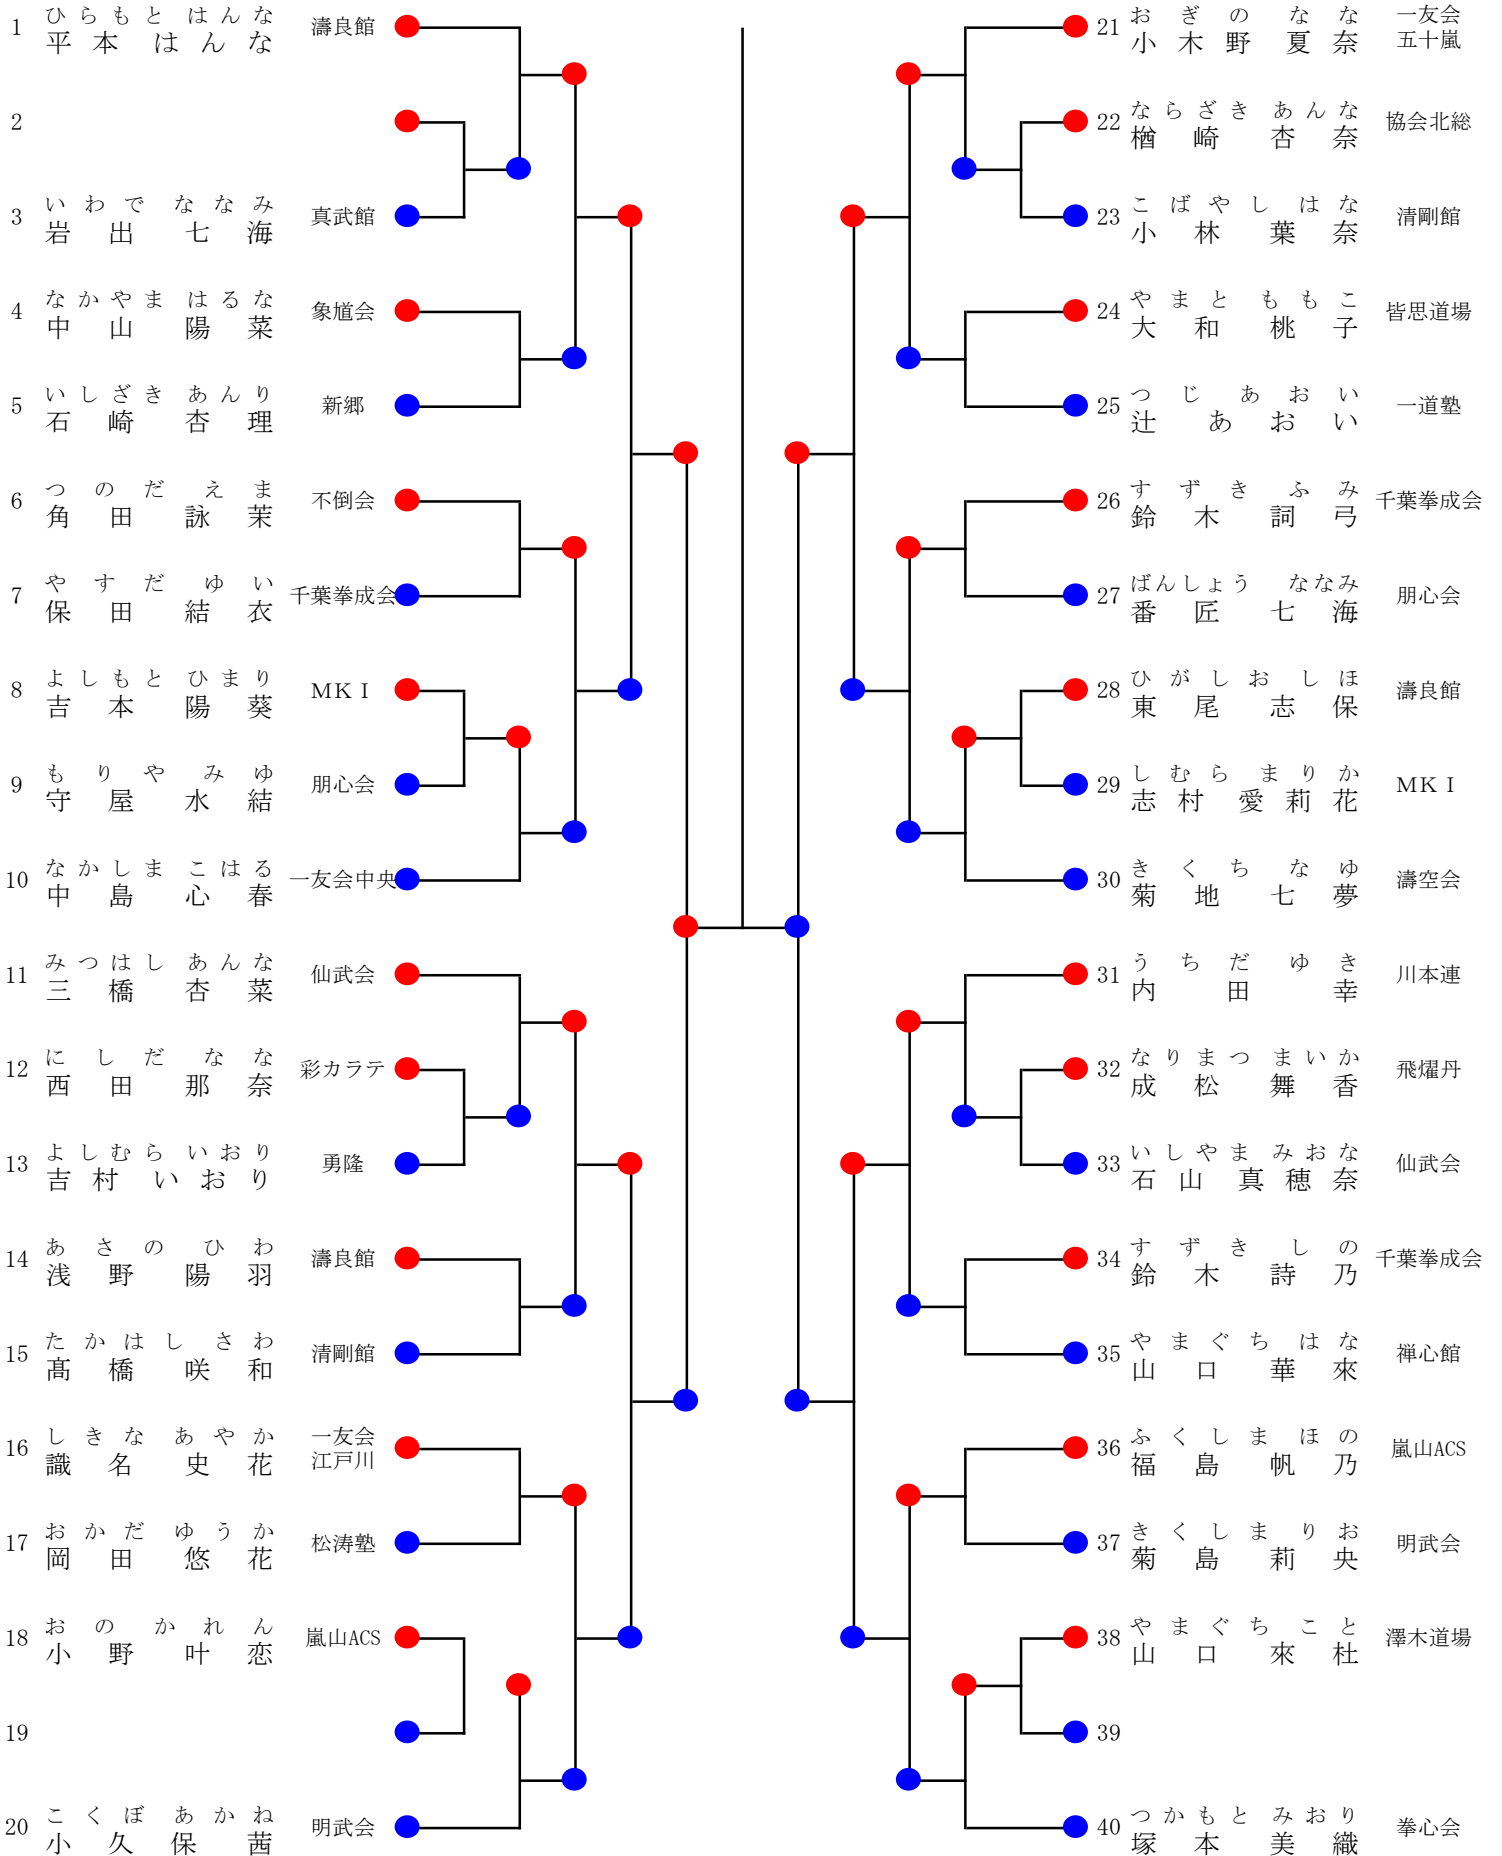 ひらもと はんな
1 平本 はんな 濤良館
2
いわで ななみ
3 岩出 七海 真武館
なかやま はるな
4 中山 陽菜 象馗会
いしざき あんり
5 石崎 杏理 新郷
つのだ えま
6 角田 詠茉 不倒会
やすだ ゆい
7 保田 結衣 千葉拳成会
よしもと ひまり
8 吉本 陽葵 MKI
もりや みゆ
9 守屋 水結 朋心会
なかしま こはる
10 中島 心春 一友会中央
みつはし あんな
11 三橋 杏菜 仙武会
にしだ なな
12 西田 那奈 彩カラテ
よしむら いおり
13 吉村 いおり 勇隆
あさの ひわ
14 浅野 陽羽 濤良館
たかはし さわ
15 髙橋 咲和 清剛館
しきな あやか 一友会
16 識名 史花 江戸川
おかだ ゆうか
17 岡田 悠花 松涛塾
おの かれん
18 小野 叶恋 嵐山ACS
19
こくぼ あかね
20 小久保 茜 明武会
おぎの なな 一友会
21 小木野 夏奈 五十嵐
ならざき あんな
22 楢崎 杏奈 協会北総
こばやし はな
23 小林 葉奈 清剛館
やまと ももこ
24 大和 桃子 皆思道場
つじ あおい
25 辻 あおい 一道塾
すずき ふみ
26 鈴木 詞弓 千葉拳成会
ばんしょう ななみ
27 番匠 七海 朋心会
ひがしお しほ
28 東尾 志保 濤良館
しむら まりか
29 志村 愛莉花 MKI
きくち なゆ
30 菊地 七夢 濤空会
うちだ ゆき
31 内田 幸 川本連
なりまつ まいか
32 成松 舞香 飛燿丹
いしやま みおな
33 石山 真穂奈 仙武会
すずき しの
34 鈴木 詩乃 千葉拳成会
やまぐち はな
35 山口 華來 禅心館
ふくしま ほの
36 福島 帆乃 嵐山ACS
きくしま りお
37 菊島 莉央 明武会
やまぐち こと
38 山口 來杜 澤木道場
39
つかもと みおり
40 塚本 美織 拳心会